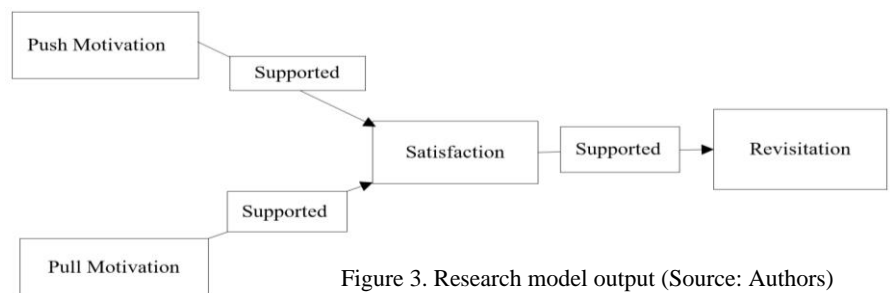 Push Motivation
Supported
Satisfaction
Supported
Revisitation
Supported
Pull Motivation
Figure 3. Research model output (Source: Authors)